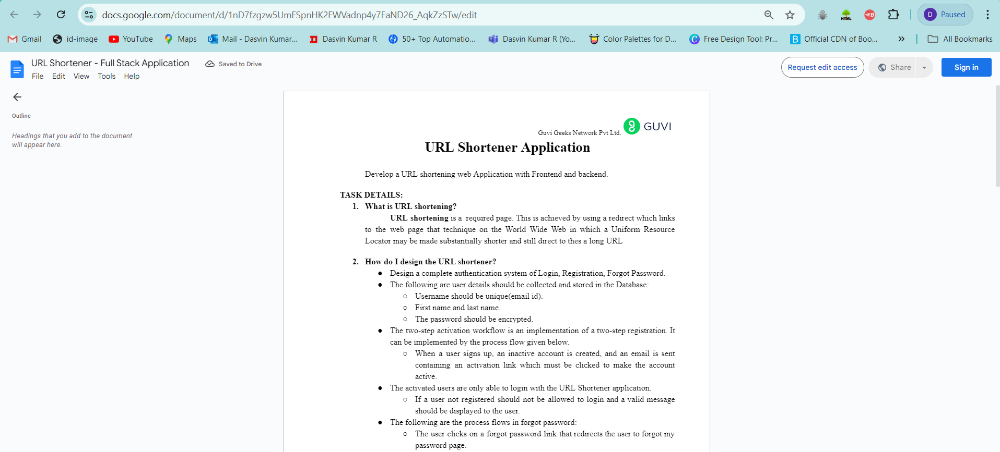 docs.google.com/document/d/1nD7fzgzw5UmFSpnHK2FWVadnp4y7EaND26_AqkZzSTw/edit
HTML
D Paused
Gmail
id-image
YouTube
Maps
Mail - Dasvin Kumar...
Dasvin Kumar R
50+ Top Automatio...
Dasvin Kumar R (Yo...
Color Palettes for D...
Free Design Tool: Pr...
B Official CDN of Boo...
All Bookmarks
URL Shortener - Full Stack Application
Saved to Drive
File Edit View Tools Help
Request edit access
Share
Sign in
Outline
Headings that you add to the document
will appear here.
Guvi Geeks Network Pvt Ltd.
GUVI
URL Shortener Application
Develop a URL shortening web Application with Frontend and backend.
TASK DETAILS:
1. What is URL shortening?
URL shortening is a  required page. This is achieved by using a redirect which links
to the web page that technique on the World Wide Web in which a Uniform Resource
Locator may be made substantially shorter and still direct to thes a long URL
2. How do I design the URL shortener?
● Design a complete authentication system of Login, Registration, Forgot Password.
● The following are user details should be collected and stored in the Database:
○ Username should be unique(email id).
○ First name and last name.
○ The password should be encrypted.
● The two-step activation workflow is an implementation of a two-step registration. It
can be implemented by the process flow given below.
○ When a user signs up, an inactive account is created, and an email is sent
containing an activation link which must be clicked to make the account
active.
● The activated users are only able to login with the URL Shortener application.
○ If a user not registered should not be allowed to login and a valid message
should be displayed to the user.
● The following are the process flows in forgot password:
○ The user clicks on a forgot password link that redirects the user to forgot my
password page.